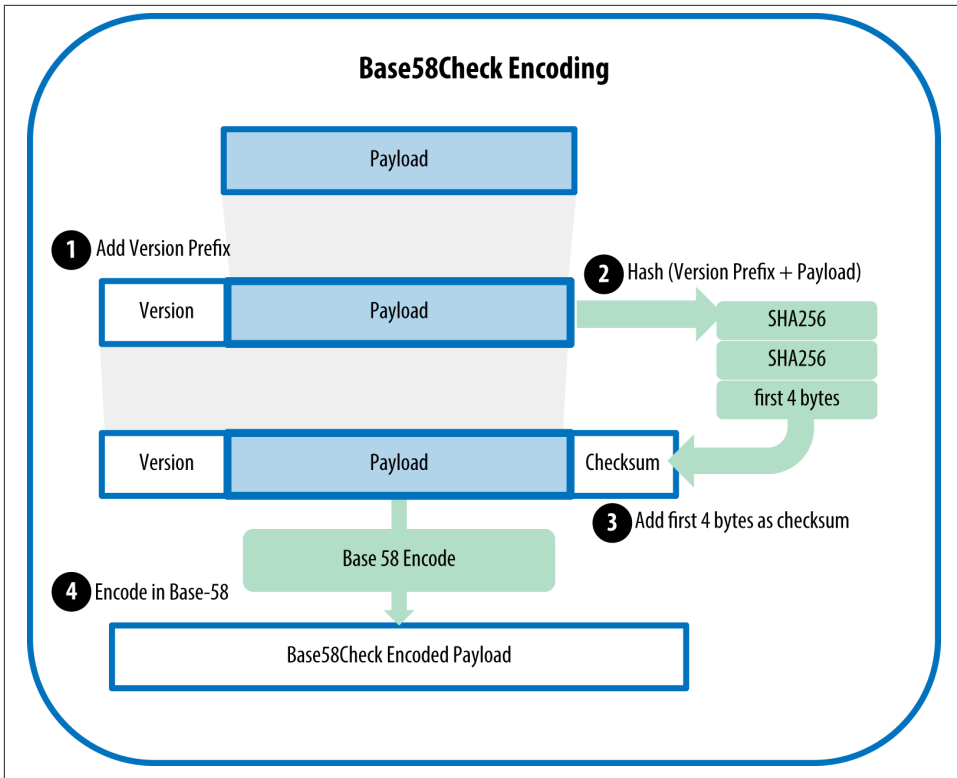 Base58Check Encoding
Payload
1 Add Version Prefix
2 Hash (Version Prefix + Payload)
Version
Payload
SHA256
SHA256
first 4 bytes
Version
Payload
Checksum
3 Add first 4 bytes as checksum
Base 58 Encode
4 Encode in Base-58
Base58Check Encoded Payload